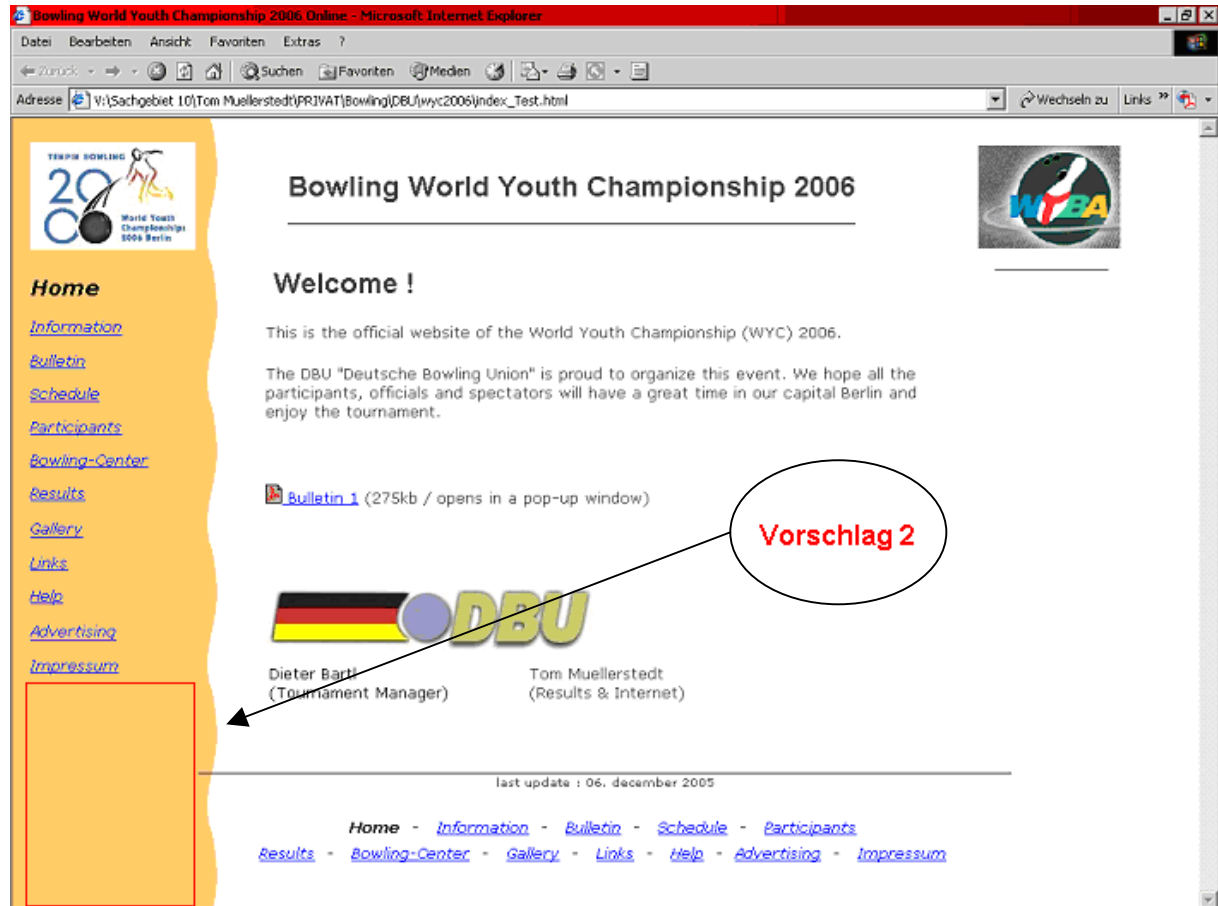 Bowling World Youth Championship 2006 Online - Microsoft Internet Explorer
Datei Bearbeiten Ansicht Favoriten Extras ?
Zurück Suchen Favoriten Medien
Adresse V:\Sachgebiet 10\Tom Muellerstedt\PRIVAT\Bowling\DBU\wyc2006\index_Test.html Wechseln zu Links »
TENPIN BOWLING
2006
World Youth
Championships
2006 Berlin
Bowling World Youth Championship 2006
WYBA
Home
Information
Bulletin
Schedule
Participants
Bowling-Center
Results
Gallery
Links
Help
Advertising
Impressum
Welcome !
This is the official website of the World Youth Championship (WYC) 2006.
The DBU "Deutsche Bowling Union" is proud to organize this event. We hope all the
participants, officials and spectators will have a great time in our capital Berlin and
enjoy the tournament.
Bulletin 1 (275kb / opens in a pop-up window)
Vorschlag 2
DBU
Dieter Bartl Tom Muellerstedt
(Tournament Manager) (Results & Internet)
last update : 06. december 2005
Home - Information - Bulletin - Schedule - Participants
Results - Bowling-Center - Gallery - Links - Help - Advertising - Impressum